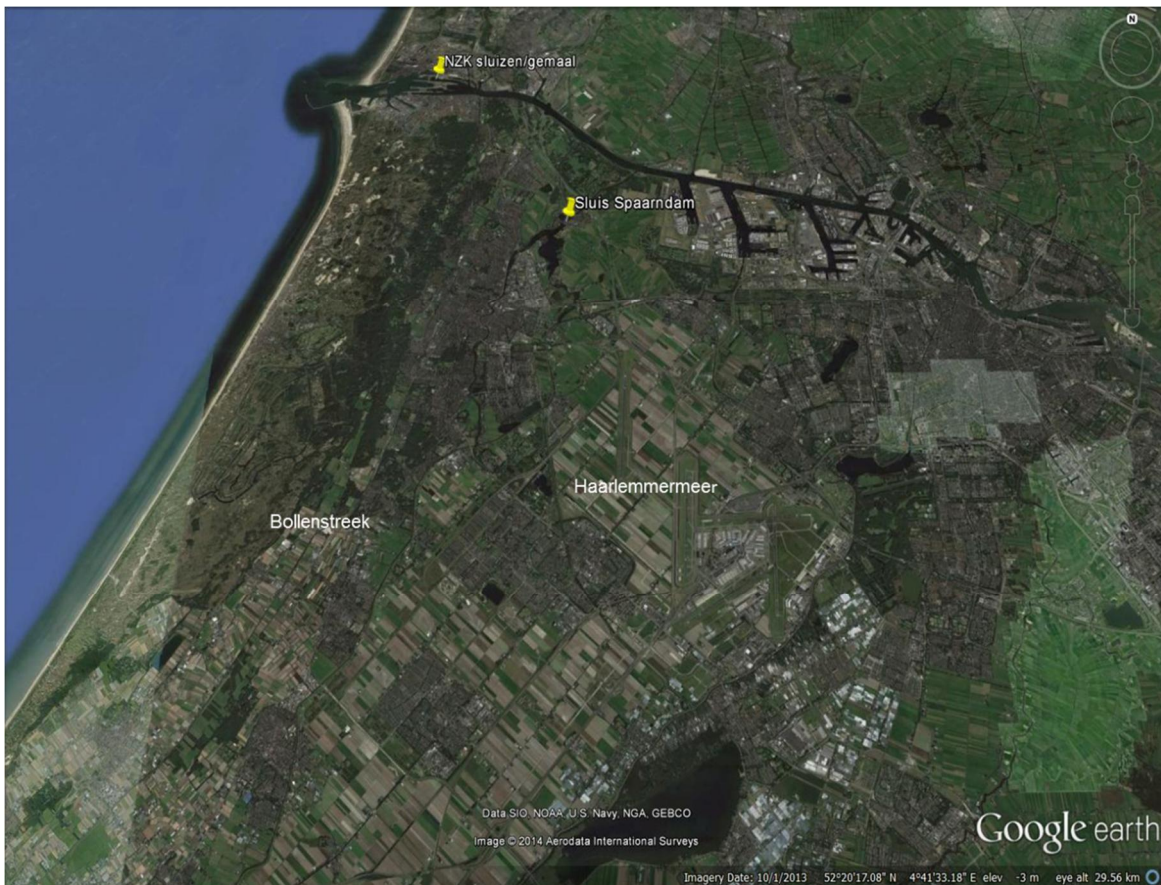 N
NZK sluizen/gemaal
Sluis Spaarndam
Haarlemmermeer
Bollenstreek
Data SIO, NOAA, U.S. Navy, NGA, GEBCO
Image © 2014 Aerodata International Surveys
Google earth
Imagery Date: 10/1/2013 52°20'17.08" N 4°41'33.18" E elev -3 m eye alt 29.56 km